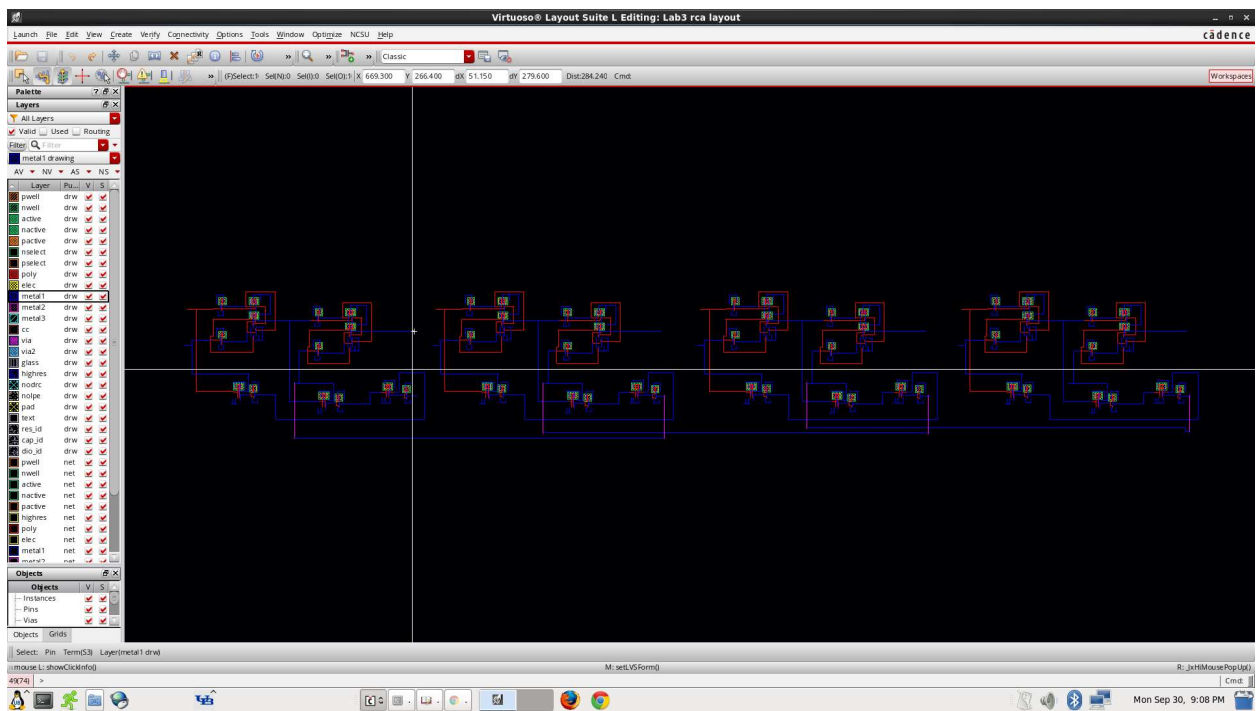 Virtuoso® Layout Suite L Editing: Lab3 rca layout
Launch File Edit View Create Verify Connectivity Options Tools Window Optimize NCSU Help
cādence
Classic
(F)Select:1 Sel(N):0 Sel(I):0 Sel(O):1 X 669.300 Y 266.400 dX 51.150 dY 279.600 Dist:284.240 Cmd:
Workspaces
Palette
Layers
All Layers
Valid Used Routing
Filter Filter
metal1 drawing
AV NV AS NS
Layer Pu... V S
pwell drw
nwell drw
active drw
nactive drw
pactive drw
nselect drw
pselect drw
poly drw
elec drw
metal1 drw
metal2 drw
metal3 drw
cc drw
via drw
via2 drw
glass drw
highres drw
nodrc drw
nolpe drw
pad drw
text drw
res_id drw
cap_id drw
dio_id drw
pwell net
nwell net
active net
nactive net
pactive net
highres net
poly net
elec net
metal1 net
metal2 net
Objects
Objects V S
Instances
Pins
Vias
Objects Grids
Select: Pin Term(S3) Layer(metal1 drw)
mouse L: showClickInfo() M: setLVSForm() R: _lxHiMousePopUp()
49(74) > Cmd:
Mon Sep 30, 9:08 PM